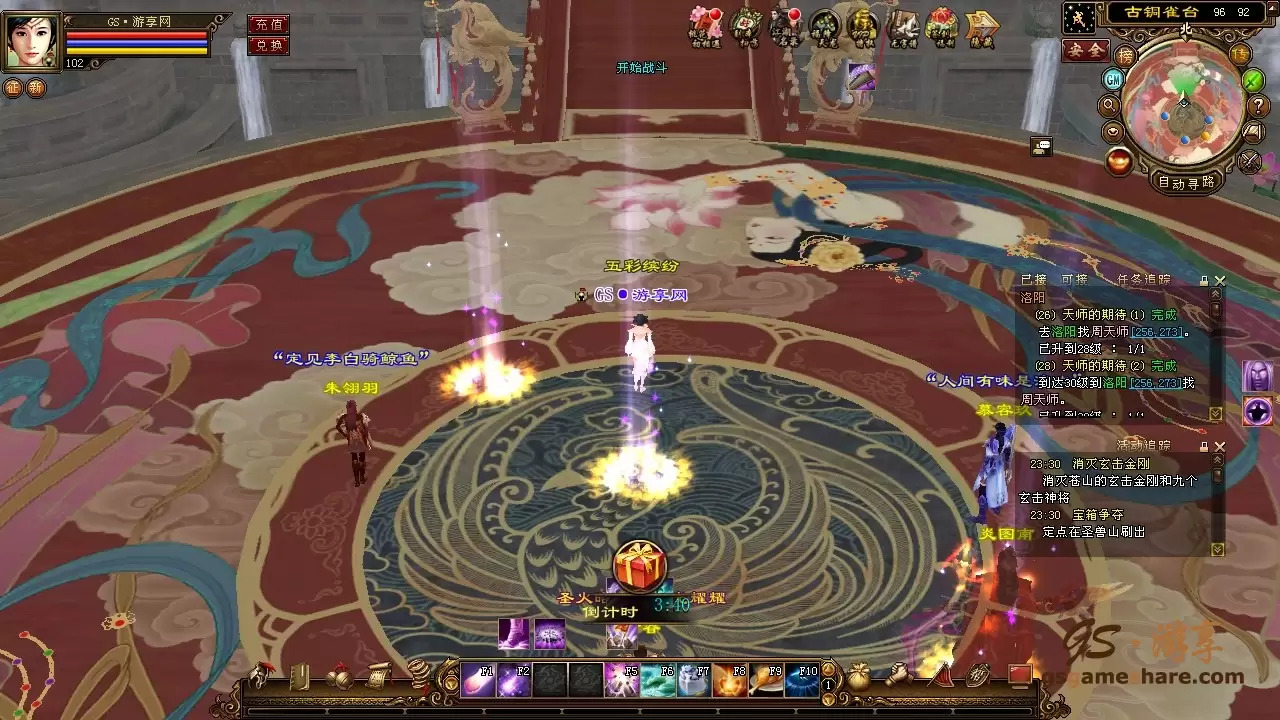 GS·游享网
102
征 新
充值
兑换
开始战斗
古铜雀台 96 92
北
安全
榜
GM
?
自动寻路
五彩缤纷
GS●游享网
“定见李白骑鲸鱼”
朱翎羽
“人间有味是
已接 可接 任务追踪
洛阳
(26) 天师的期待(1) 完成
去洛阳找周天师[256,273]。
已升到26级 : 1/1
(28) 天师的期待(2) 完成
到达30级到洛阳[256,273]找
周天师。
活动追踪
23:30 消灭玄击金刚
消灭苍山的玄击金刚和九个
玄击神将
23:30 宝箱争夺
定点在圣兽山刷出
炎图南
圣火
耀耀
倒计时 3:40
F1 F2 F5 F6 F7 F8 F9 F10
1
GS·游享
gsgameshare.com